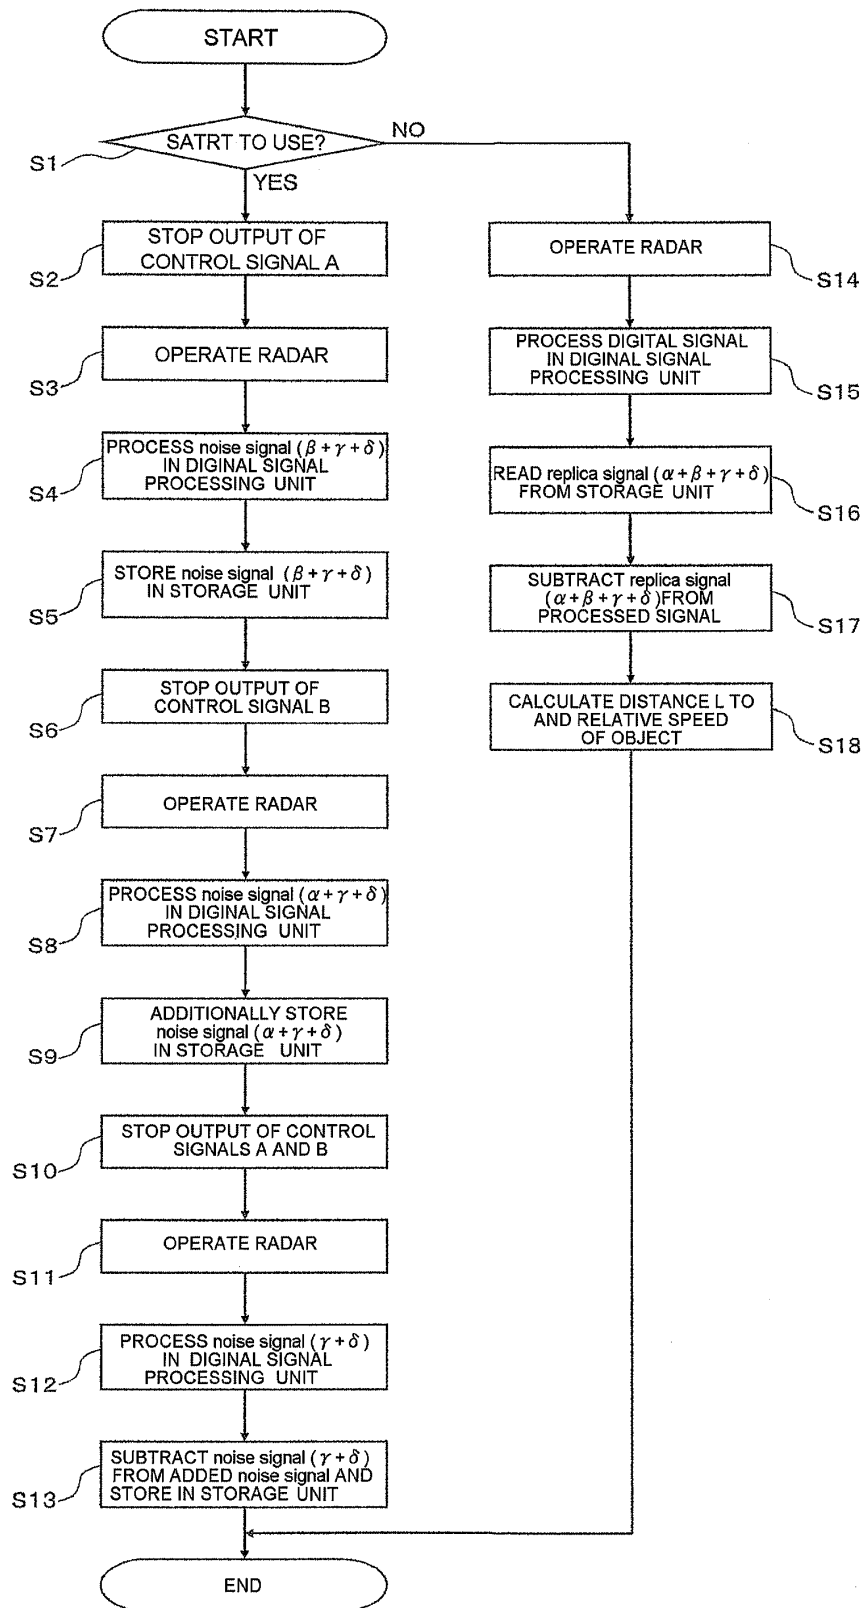 START
SATRT TO USE?
NO
S1
YES
STOP OUTPUT OF
CONTROL SIGNAL A
S2
OPERATE RADAR
S3
PROCESS noise signal (β+γ+δ)
IN DIGINAL SIGNAL
PROCESSING UNIT
S4
STORE noise signal (β+γ+δ)
IN STORAGE UNIT
S5
STOP OUTPUT OF
CONTROL SIGNAL B
S6
OPERATE RADAR
S7
PROCESS noise signal (α+γ+δ)
IN DIGINAL SIGNAL
PROCESSING UNIT
S8
ADDITIONALLY STORE
noise signal (α+γ+δ)
IN STORAGE UNIT
S9
STOP OUTPUT OF CONTROL
SIGNALS A AND B
S10
OPERATE RADAR
S11
PROCESS noise signal (γ+δ)
IN DIGINAL SIGNAL
PROCESSING UNIT
S12
SUBTRACT noise signal (γ+δ)
FROM ADDED noise signal AND
STORE IN STORAGE UNIT
S13
END
OPERATE RADAR
S14
PROCESS DIGITAL SIGNAL
IN DIGINAL SIGNAL
PROCESSING UNIT
S15
READ replica signal (α+β+γ+δ)
FROM STORAGE UNIT
S16
SUBTRACT replica signal
(α+β+γ+δ) FROM
PROCESSED SIGNAL
S17
CALCULATE DISTANCE L TO
AND RELATIVE SPEED
OF OBJECT
S18